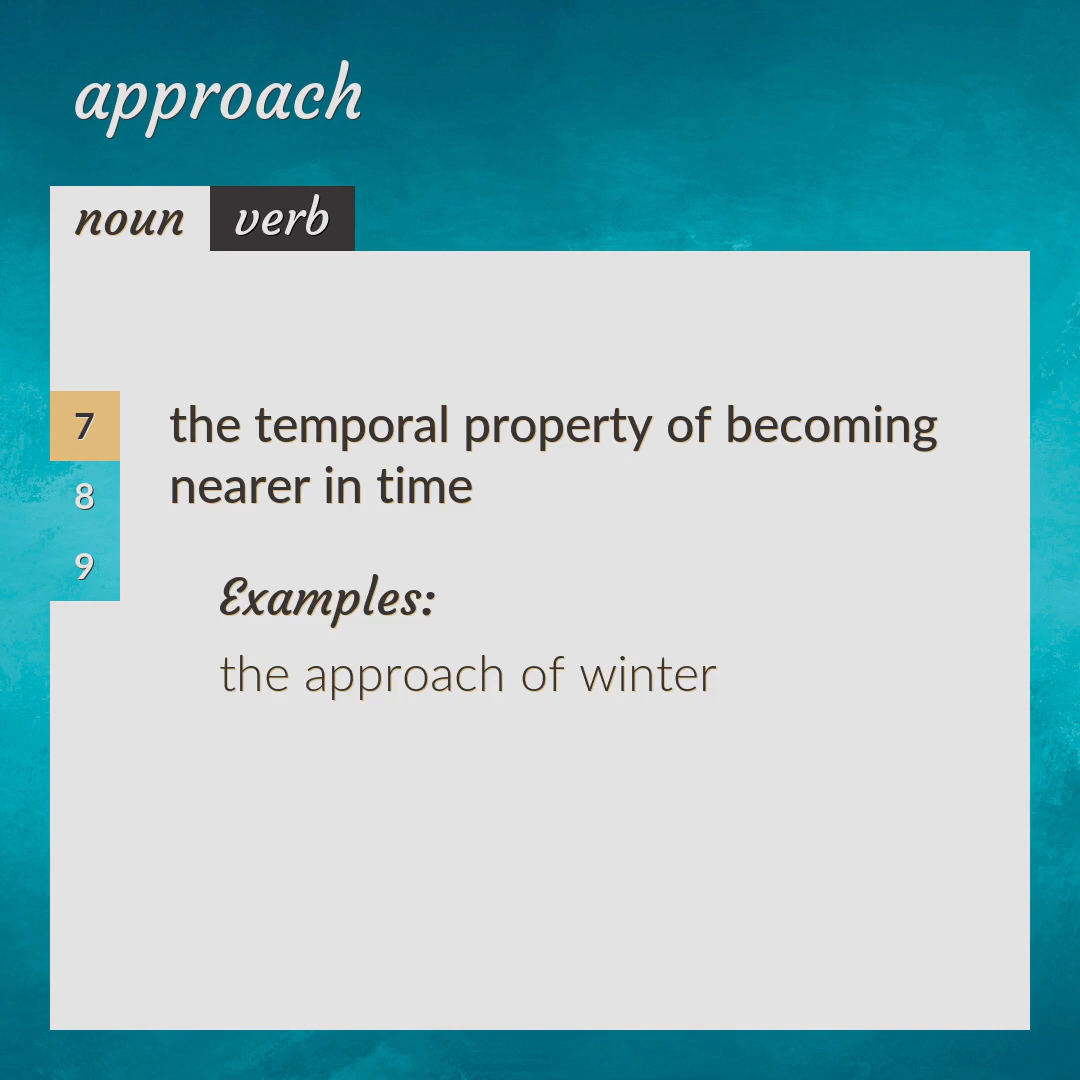 approach
noun verb
7 the temporal property of becoming
8 nearer in time
9
Examples:
the approach of winter